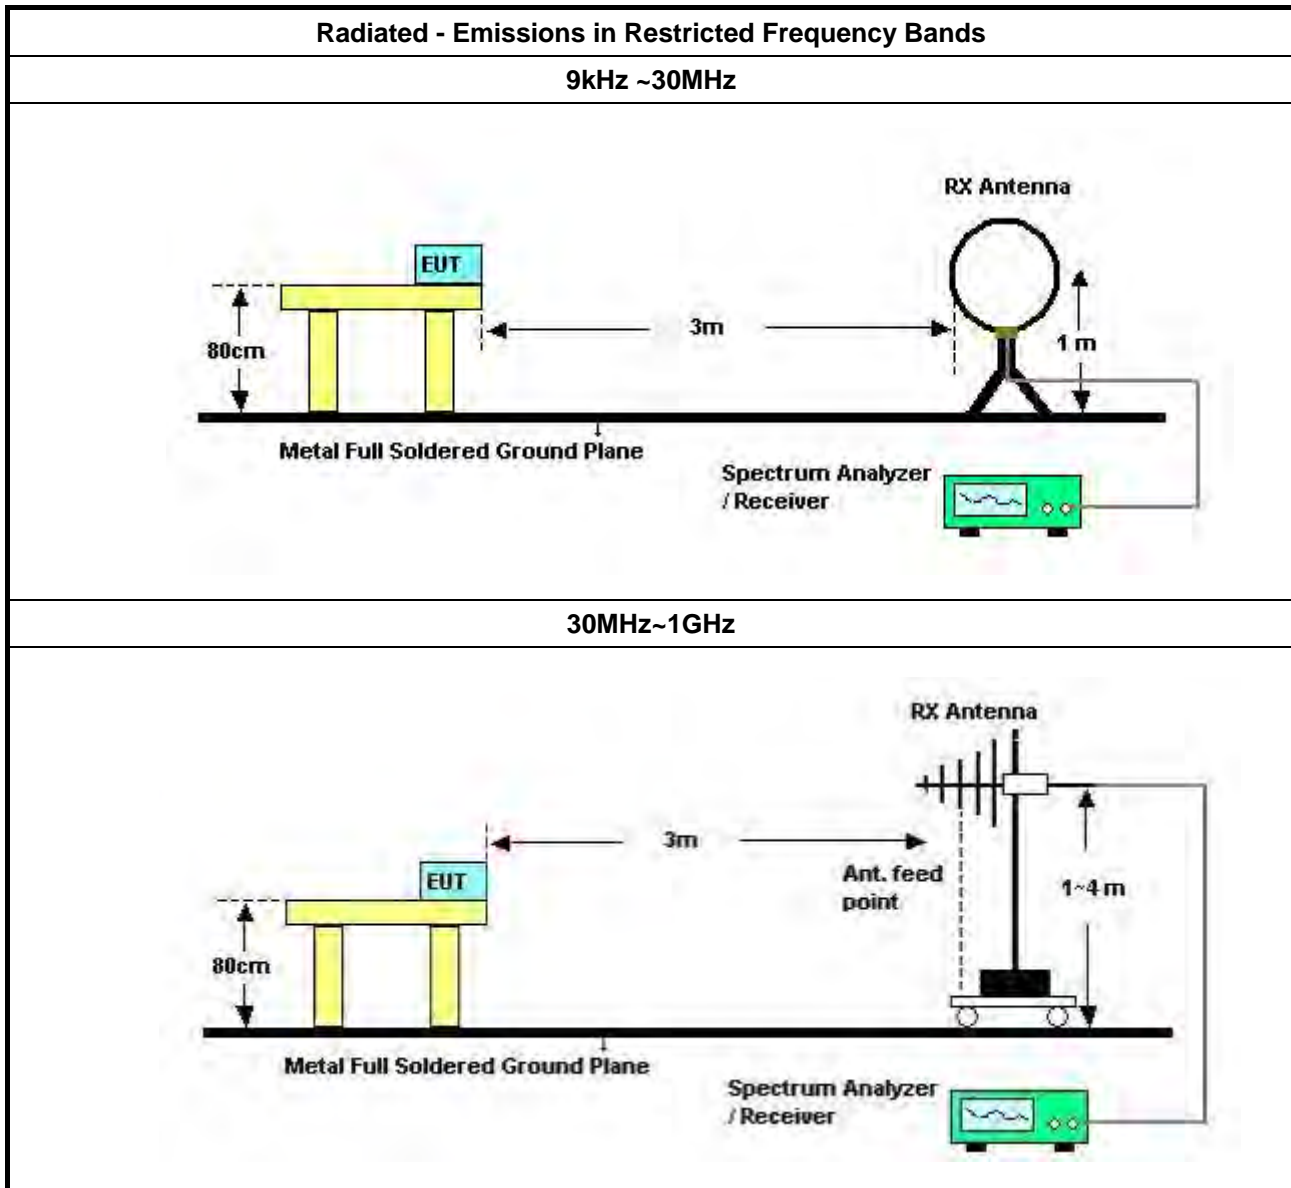 Radiated - Emissions in Restricted Frequency Bands
9kHz ~30MHz
RX Antenna
EUT
3m
80cm
1 m
Metal Full Soldered Ground Plane
Spectrum Analyzer
/ Receiver
30MHz~1GHz
RX Antenna
3m
EUT
Ant. feed
point
1~4 m
80cm
Metal Full Soldered Ground Plane
Spectrum Analyzer
/ Receiver